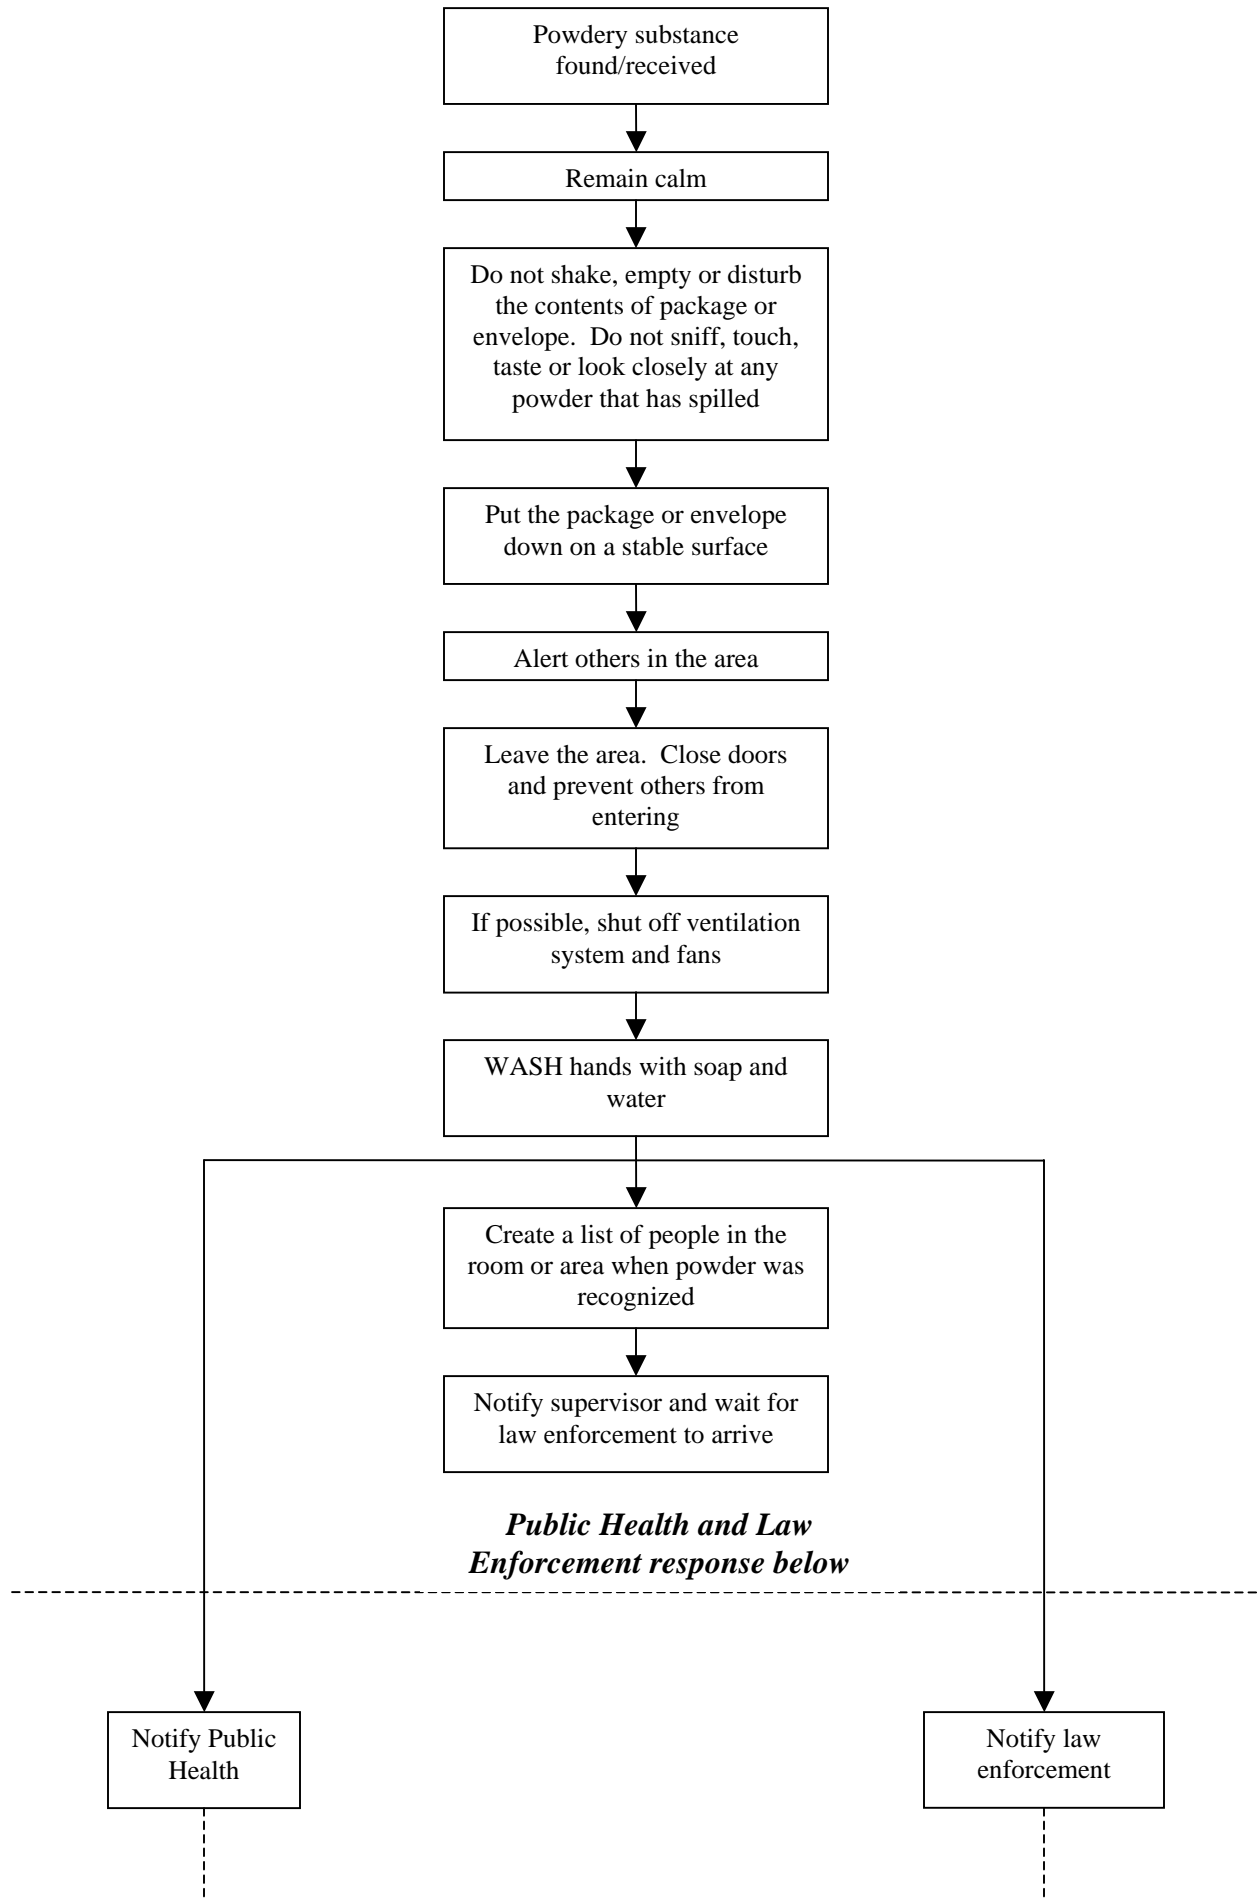 Powdery substance
found/received
Remain calm
Do not shake, empty or disturb
the contents of package or
envelope.  Do not sniff, touch,
taste or look closely at any
powder that has spilled
Put the package or envelope
down on a stable surface
Alert others in the area
Leave the area.  Close doors
and prevent others from
entering
If possible, shut off ventilation
system and fans
WASH hands with soap and
water
Create a list of people in the
room or area when powder was
recognized
Notify supervisor and wait for
law enforcement to arrive
Public Health and Law
Enforcement response below
Notify Public
Health
Notify law
enforcement